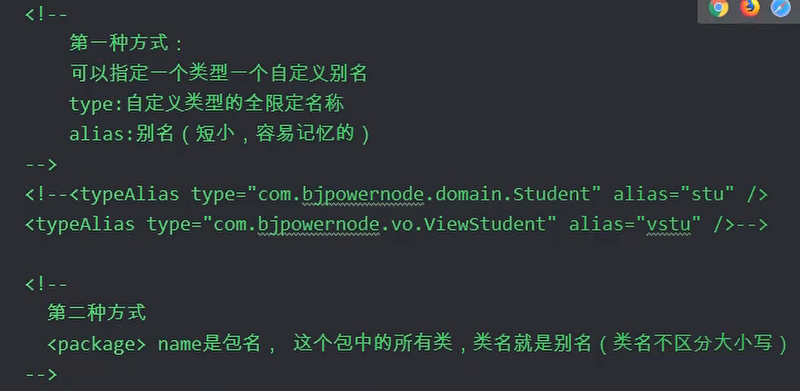 <!--
第一种方式：
可以指定一个类型一个自定义别名
type:自定义类型的全限定名称
alias:别名（短小，容易记忆的）
-->
<!--<typeAlias type="com.bjpowernode.domain.Student" alias="stu" />
<typeAlias type="com.bjpowernode.vo.ViewStudent" alias="vstu" />-->
<!--
第二种方式
<package> name是包名， 这个包中的所有类，类名就是别名（类名不区分大小写）
-->